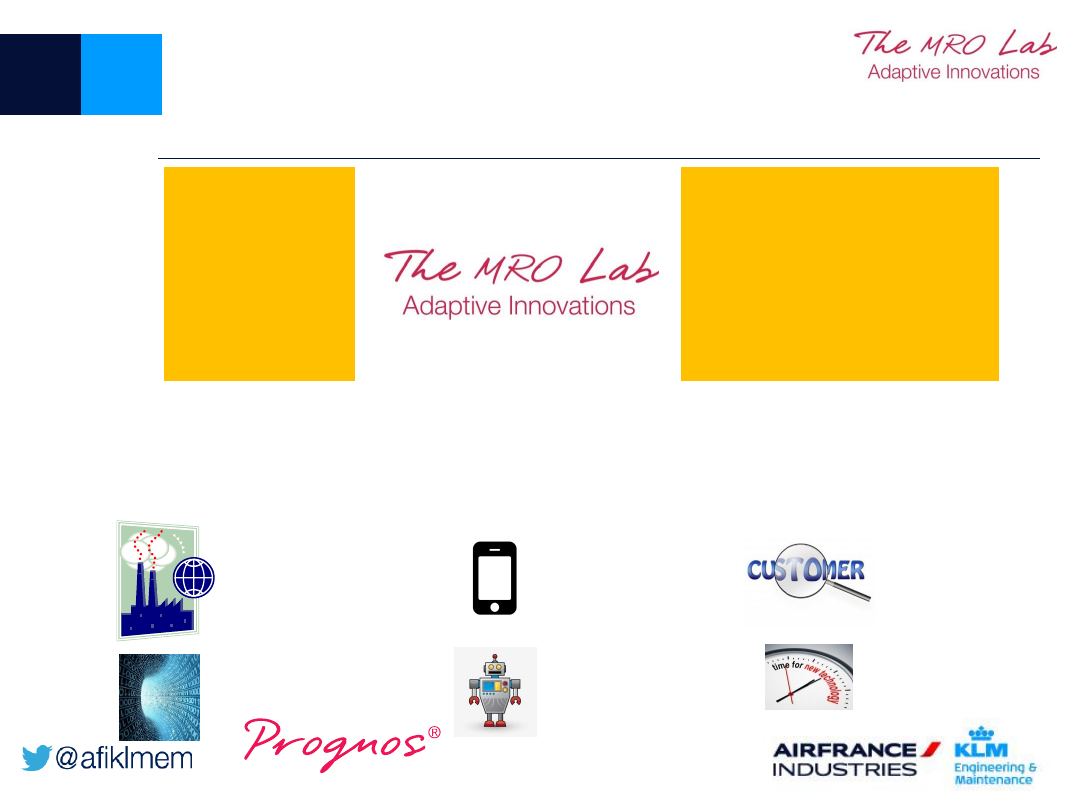 The MRO Lab
Adaptive Innovations
The MRO Lab
Adaptive Innovations
CUSTOMER
time for new technology
Prognos®
@afiklmem
AIRFRANCE
INDUSTRIES
KLM
Engineering &
Maintenance